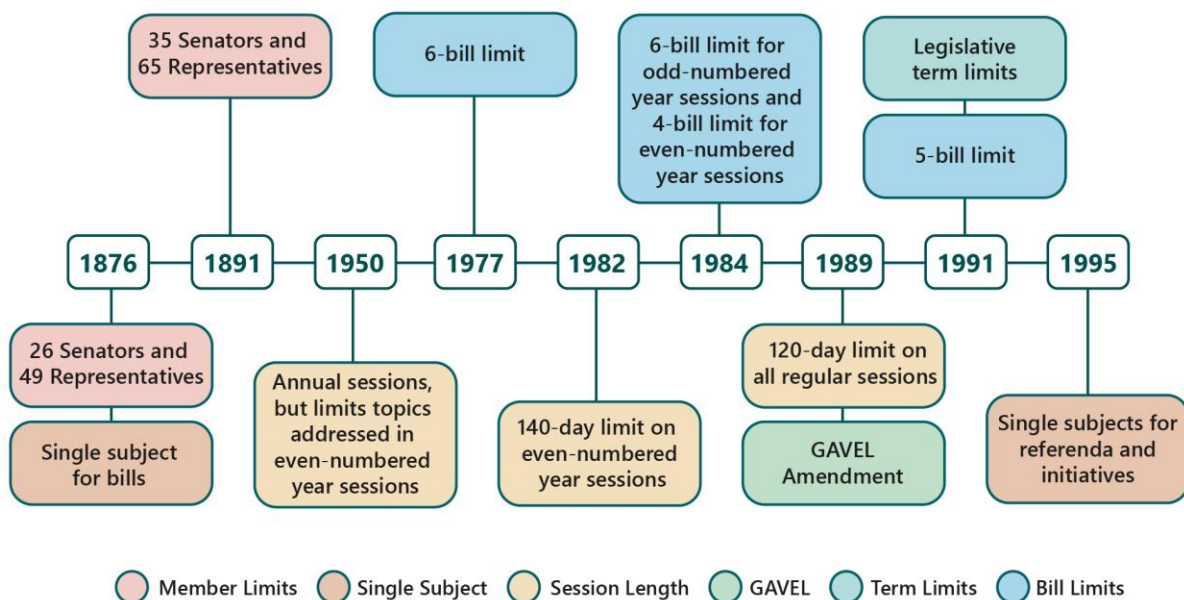 35 Senators and
65 Representatives
6-bill limit
6-bill limit for
odd-numbered
year sessions and
4-bill limit for
even-numbered
year sessions
Legislative
term limits
5-bill limit
1876
1891
1950
1977
1982
1984
1989
1991
1995
26 Senators and
49 Representatives
Single subject
for bills
Annual sessions,
but limits topics
addressed in
even-numbered
year sessions
140-day limit on
even-numbered
year sessions
120-day limit on
all regular sessions
GAVEL
Amendment
Single subjects for
referenda and
initiatives
Member Limits
Single Subject
Session Length
GAVEL
Term Limits
Bill Limits